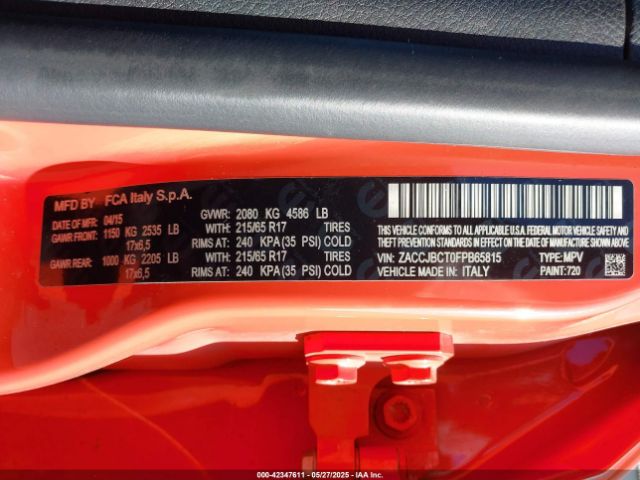 MFD BY FCA Italy S.p.A.
DATE OF MFD: 04/15 GVWR: 2080 KG 4586 LB
GAWR FRONT: 1150 KG 2535 LB WITH: 215/65 R17 TIRES
17x6,5 RIMS AT: 240 KPA (35 PSI) COLD
GAWR REAR: 1000 KG 2205 LB WITH: 215/65 R17 TIRES
17x6,5 RIMS AT: 240 KPA (35 PSI) COLD
THIS VEHICLE CONFORMS TO ALL APPLICABLE
FEDERAL MOTOR VEHICLE SAFETY, BUMPER, AND
THEFT PREVENTION STANDARDS IN EFFECT ON
THE DATE OF MANUFACTURE SHOWN ABOVE.
VIN: ZACCJBCT0FPB65815 TYPE: MPV
VEHICLE MADE IN: ITALY PAINT: 720
000-42347611 - 05/27/2025 - IAA Inc.